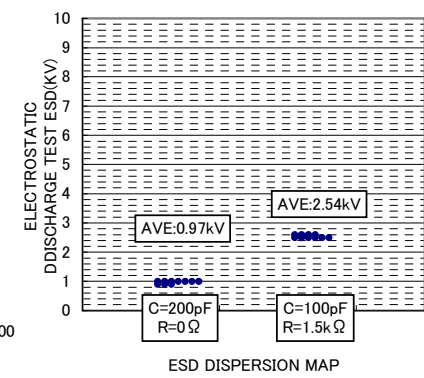 ELECTROSTATIC
DDISCHARGE TEST ESD(KV)
10
9
8
7
6
5
4
3
2
1
0
AVE:2.54kV
AVE:0.97kV
C=200pF
R=0Ω
C=100pF
R=1.5kΩ
00
ESD DISPERSION MAP